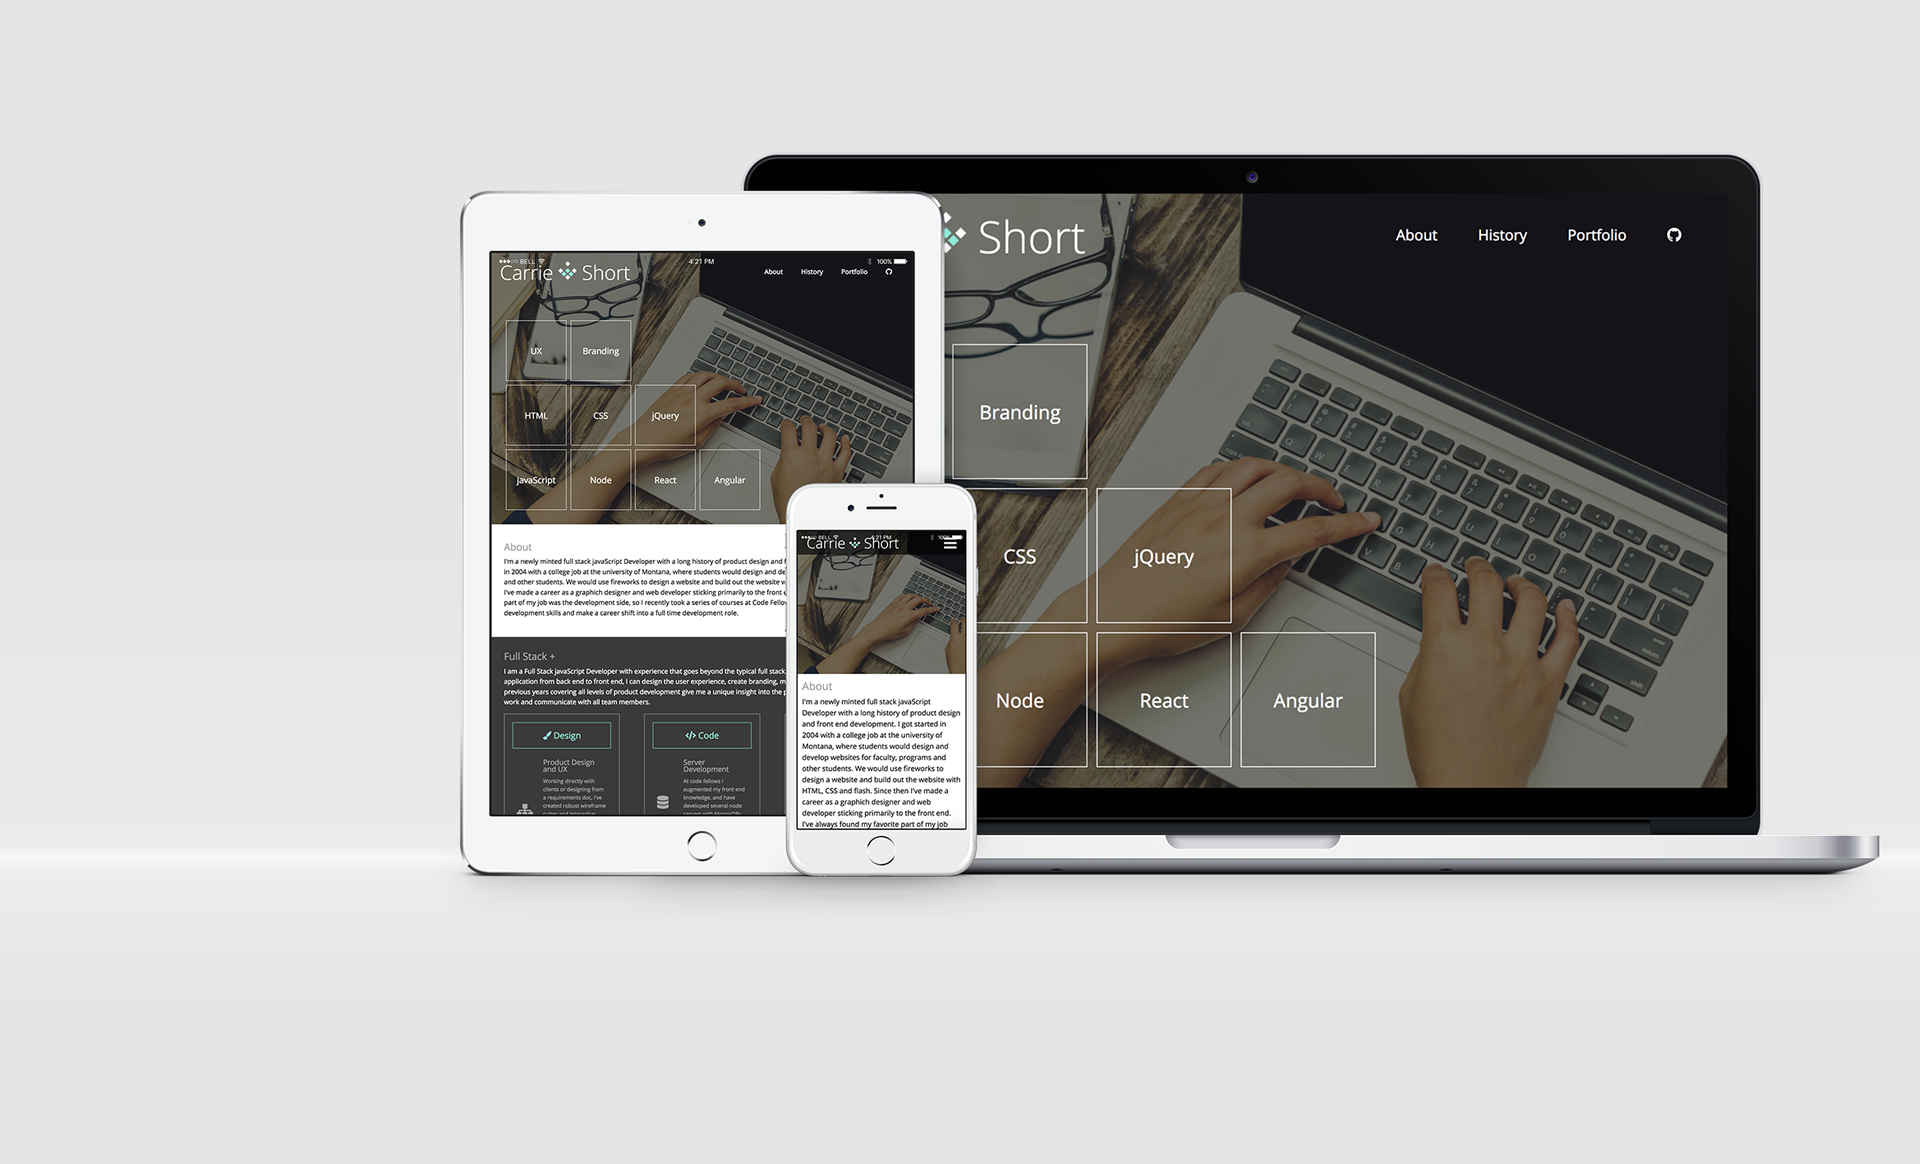 Carrie Short
About History Portfolio
●●●○○ BELL 4:21 PM 100%
UX Branding
HTML CSS jQuery
JavaScript Node React Angular
About
I'm a newly minted full stack javaScript Developer with a long history of product design and
in 2004 with a college job at the university of Montana, where students would design and de
and other students. We would use fireworks to design a website and build out the website w
I've made a career as a graphich designer and web developer sticking primarily to the front
part of my job was the development side, so I recently took a series of courses at Code Fello
development skills and make a career shift into a full time development role.
Full Stack +
I am a Full Stack javaScript Developer with experience that goes beyond the typical full stack.
application from back end to front end, I can design the user experience, create branding, m
previous years covering all levels of product development give me a unique insight into the
work and communicate with all team members.
Design
Product Design
and UX
Working directly with
clients or designing from
a requirements doc, I've
created robust wireframe
Code
Server
Development
At code fellows I
augmented my front end
knowledge, and have
developed several node
BELL 4:21 PM 100%
Carrie Short
About
I'm a newly minted full stack javaScript
Developer with a long history of product design
and front end development. I got started in
2004 with a college job at the university of
Montana, where students would design and
develop websites for faculty, programs and
other students. We would use fireworks to
design a website and build out the website with
HTML, CSS and flash. Since then I've made a
career as a graphich designer and web
developer sticking primarily to the front end.
I've always found my favorite part of my job
Short
About History Portfolio
Branding
CSS jQuery
Node React Angular